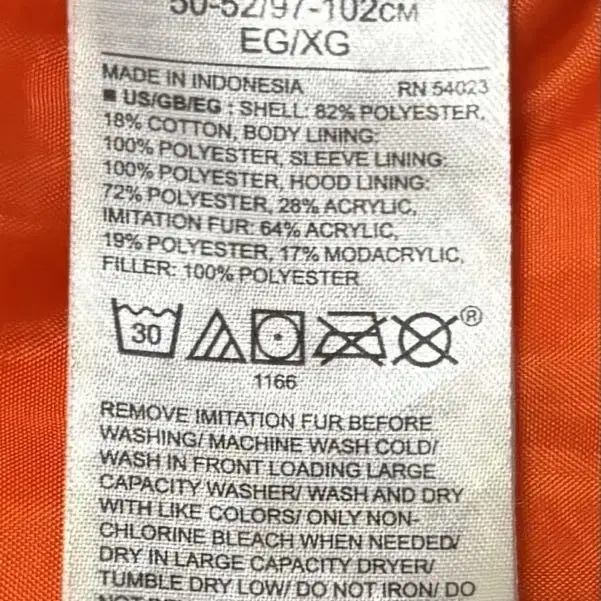 50-52/97-102CM
EG/XG
MADE IN INDONESIA RN 54023
■ US/GB/EG : SHELL: 82% POLYESTER,
18% COTTON, BODY LINING:
100% POLYESTER, SLEEVE LINING:
100% POLYESTER, HOOD LINING:
72% POLYESTER, 28% ACRYLIC,
IMITATION FUR: 64% ACRYLIC,
19% POLYESTER, 17% MODACRYLIC,
FILLER: 100% POLYESTER
30 ®
1166
REMOVE IMITATION FUR BEFORE
WASHING/ MACHINE WASH COLD/
WASH IN FRONT LOADING LARGE
CAPACITY WASHER/ WASH AND DRY
WITH LIKE COLORS/ ONLY NON-
CHLORINE BLEACH WHEN NEEDED/
DRY IN LARGE CAPACITY DRYER/
TUMBLE DRY LOW/ DO NOT IRON/ DO